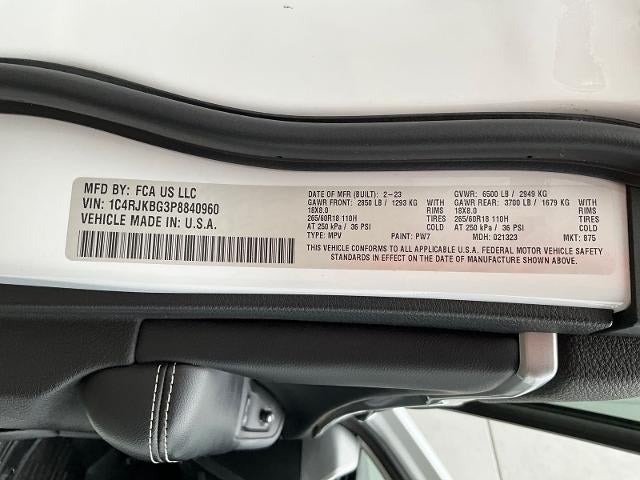 MFD BY: FCA US LLC
VIN: 1C4RJKBG3P8840960
VEHICLE MADE IN U.S.A.
DATE OF MFR (BUILT): 2-23 GVWR: 6500 LB / 2949 KG
GAWR FRONT: 2850 LB / 1293 KG WITH GAWR REAR: 3700 LB / 1679 KG WITH
18X8.0 RIMS 18X8.0 RIMS
265/60R18 110H TIRES 265/60R18 110H TIRES
AT 250 kPa / 36 PSI COLD AT 250 kPa / 36 PSI COLD
TYPE: MPV PAINT: PW7 MDH: 021323 MKT: 875
THIS VEHICLE CONFORMS TO ALL APPLICABLE U.S.A. FEDERAL MOTOR VEHICLE SAFETY
STANDARDS IN EFFECT ON THE DATE OF MANUFACTURE SHOWN ABOVE.